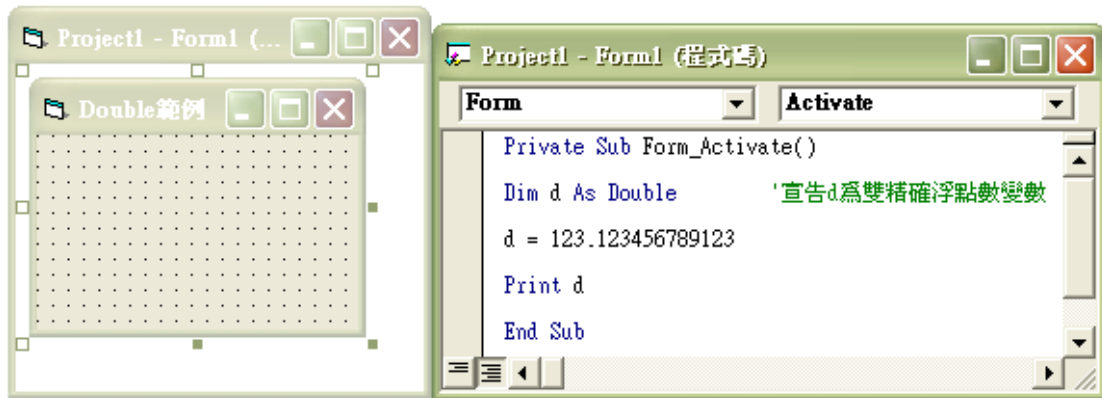 Project1 - Form1 (...
Double範例
Project1 - Form1 (程式碼)
Form
Activate
Private Sub Form_Activate()
Dim d As Double '宣告d為雙精確浮點數變數
d = 123.123456789123
Print d
End Sub